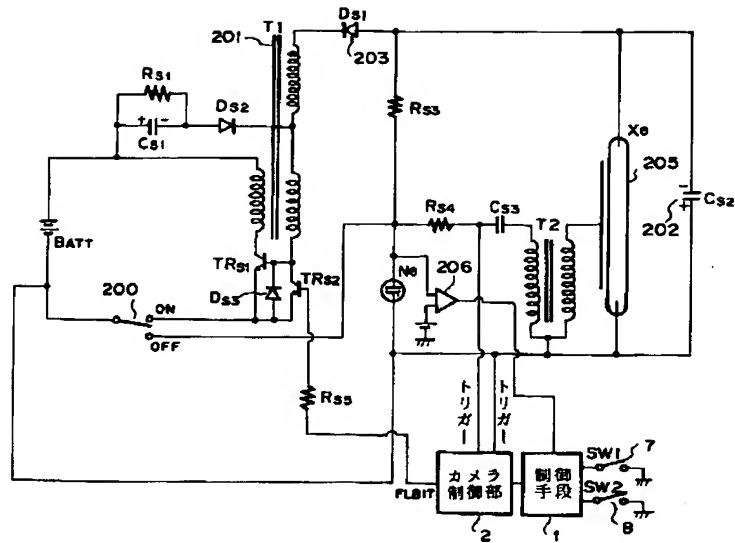 T1
DS1
201
203
RS1
DS2
RS3
Xe
+ -
CS1
205
-
+
CS2
202
RS4
CS3
T2
BATT
TRS1
TRS2
Ne
206
DS3
200
ON
OFF
RS5
トリガー
トリガー
SW1
7
カメラ
制御部
制御
手段
SW2
FLBIT
2
1
8